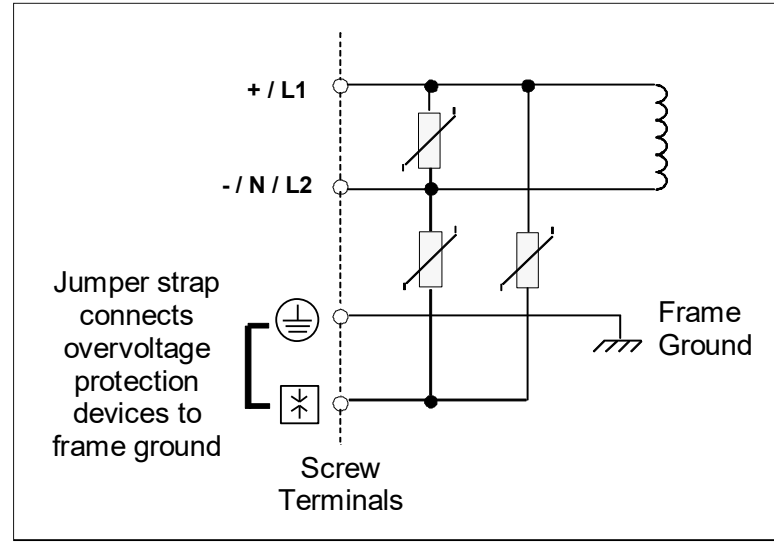 + / L1
- / N / L2
Jumper strap
connects
overvoltage
protection
devices to
frame ground
Frame
Ground
Screw
Terminals